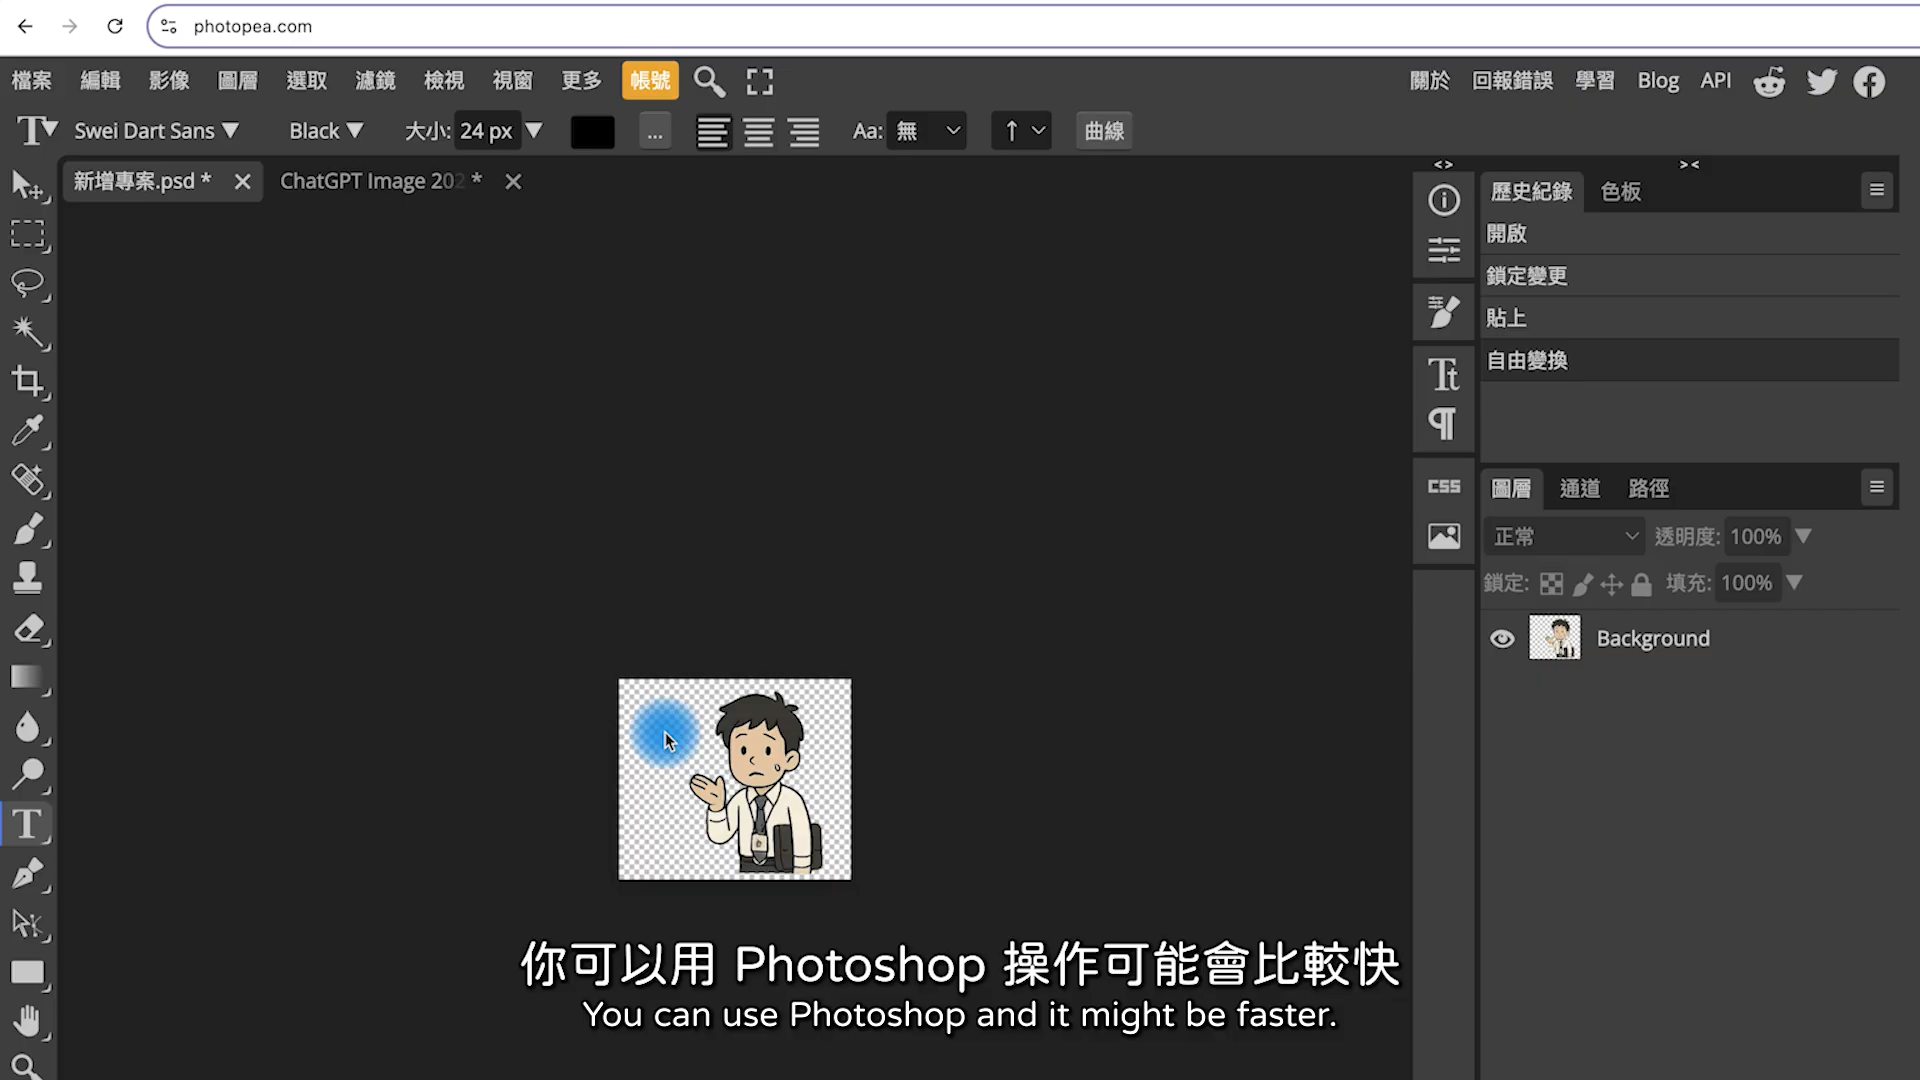 photopea.com
檔案 編輯 影像 圖層 選取 濾鏡 檢視 視窗 更多 帳號 關於 回報錯誤 學習 Blog API
Swei Dart Sans Black 大小: 24 px ... Aa: 無 曲線
新增專案.psd * ChatGPT Image 202 *
歷史紀錄 色板
開啟
鎖定變更
貼上
自由變換
CSS
圖層 通道 路徑
正常 透明度: 100%
鎖定: 填充: 100%
Background
你可以用 Photoshop 操作可能會比較快
You can use Photoshop and it might be faster.